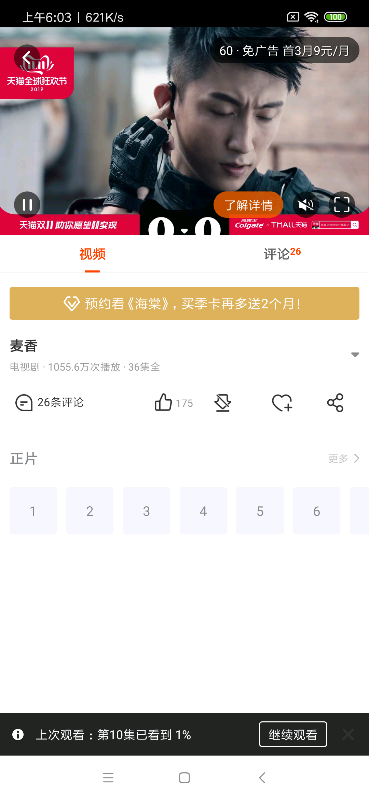 上午6:03 | 621K/s
100
60 · 免广告 首3月9元/月
天猫全球狂欢节
2019
了解详情
天猫双11 助你愿望11实现
Colgate × THALL天猫
视频
评论26
预约看《海棠》，买季卡再多送2个月！
麦香
电视剧 · 1055.6万次播放 · 36集全
26条评论
175
正片
更多
1 2 3 4 5 6
上次观看：第10集已看到 1%
继续观看